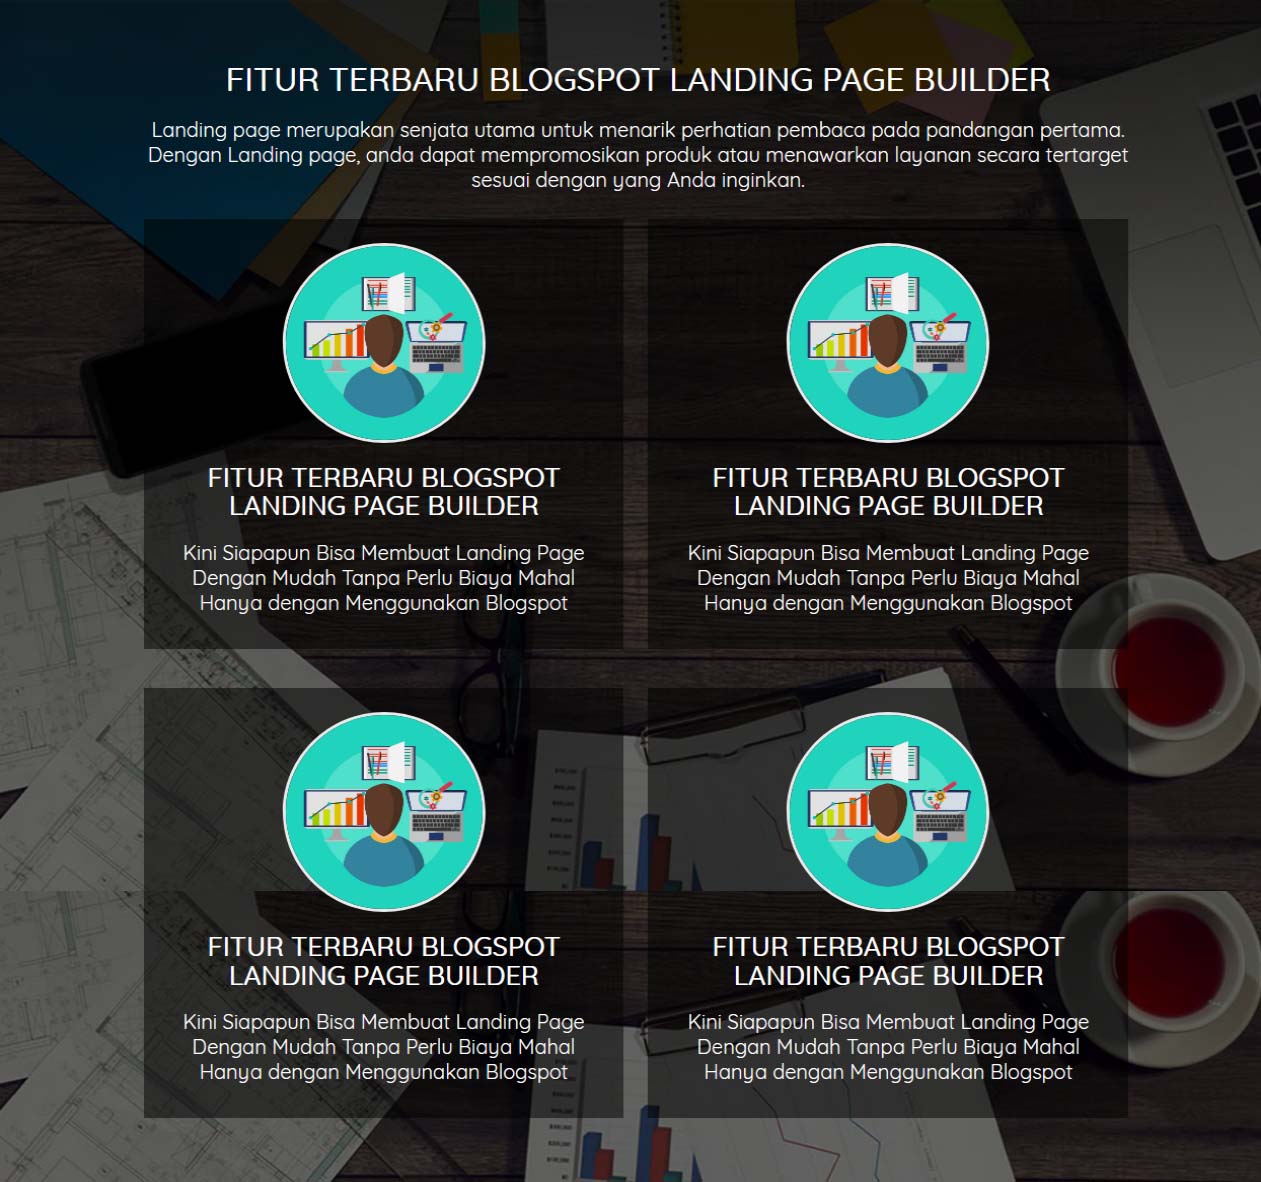 FITUR TERBARU BLOGSPOT LANDING PAGE BUILDER
Landing page merupakan senjata utama untuk menarik perhatian pembaca pada pandangan pertama.
Dengan Landing page, anda dapat mempromosikan produk atau menawarkan layanan secara tertarget
sesuai dengan yang Anda inginkan.
FITUR TERBARU BLOGSPOT
LANDING PAGE BUILDER
Kini Siapapun Bisa Membuat Landing Page
Dengan Mudah Tanpa Perlu Biaya Mahal
Hanya dengan Menggunakan Blogspot
FITUR TERBARU BLOGSPOT
LANDING PAGE BUILDER
Kini Siapapun Bisa Membuat Landing Page
Dengan Mudah Tanpa Perlu Biaya Mahal
Hanya dengan Menggunakan Blogspot
FITUR TERBARU BLOGSPOT
LANDING PAGE BUILDER
Kini Siapapun Bisa Membuat Landing Page
Dengan Mudah Tanpa Perlu Biaya Mahal
Hanya dengan Menggunakan Blogspot
FITUR TERBARU BLOGSPOT
LANDING PAGE BUILDER
Kini Siapapun Bisa Membuat Landing Page
Dengan Mudah Tanpa Perlu Biaya Mahal
Hanya dengan Menggunakan Blogspot